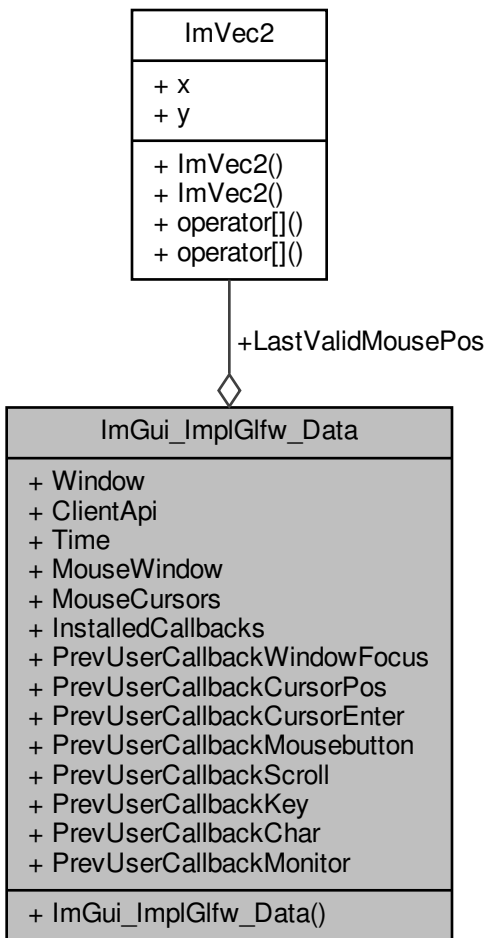 ImVec2
+ x
+ y
+ ImVec2()
+ ImVec2()
+ operator[]()
+ operator[]()
+LastValidMousePos
ImGui_ImplGlfw_Data
+ Window
+ ClientApi
+ Time
+ MouseWindow
+ MouseCursors
+ InstalledCallbacks
+ PrevUserCallbackWindowFocus
+ PrevUserCallbackCursorPos
+ PrevUserCallbackCursorEnter
+ PrevUserCallbackMousebutton
+ PrevUserCallbackScroll
+ PrevUserCallbackKey
+ PrevUserCallbackChar
+ PrevUserCallbackMonitor
+ ImGui_ImplGlfw_Data()